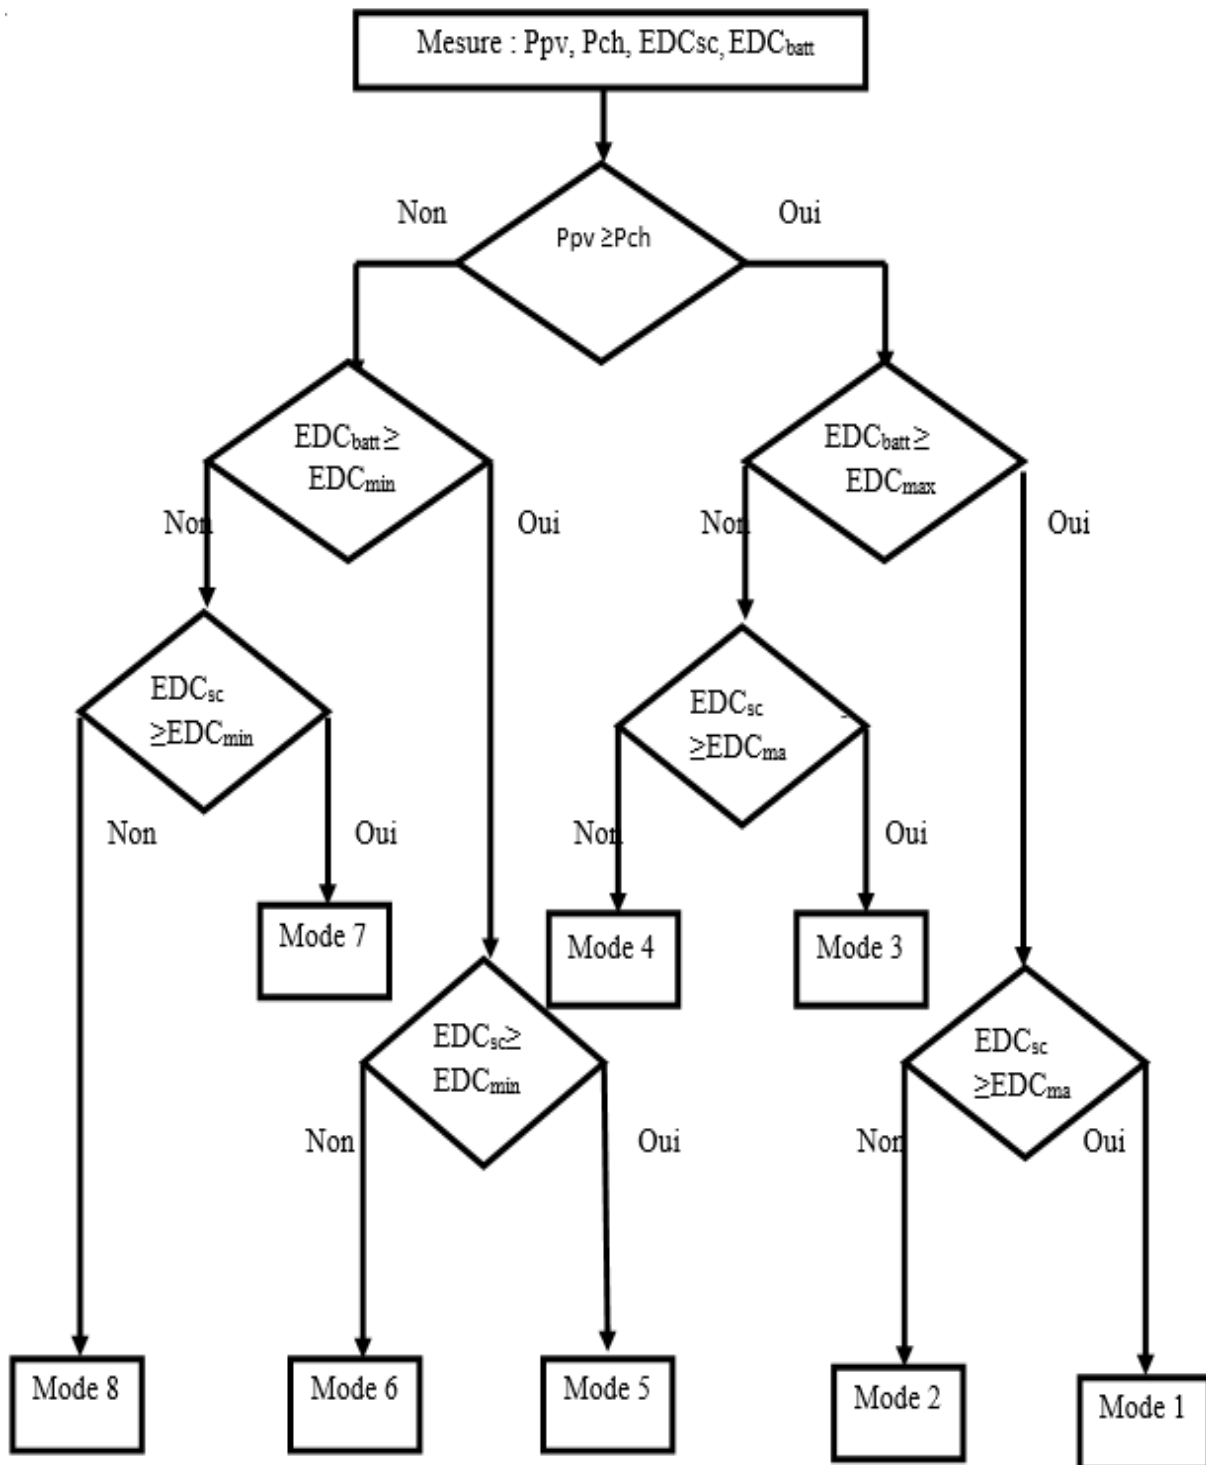 Mesure : Ppv, Pch, EDCsc, EDCbatt
Non
Oui
Ppv ≥Pch
EDCbatt ≥
EDCmin
EDCbatt ≥
EDCmax
Non
Oui
Non
Oui
EDCsc
≥EDCmin
EDCsc
≥EDCma
Non
Oui
Non
Oui
Mode 7
Mode 4
Mode 3
EDCsc≥
EDCmin
EDCsc
≥EDCma
Non
Oui
Non
Oui
Mode 8
Mode 6
Mode 5
Mode 2
Mode 1